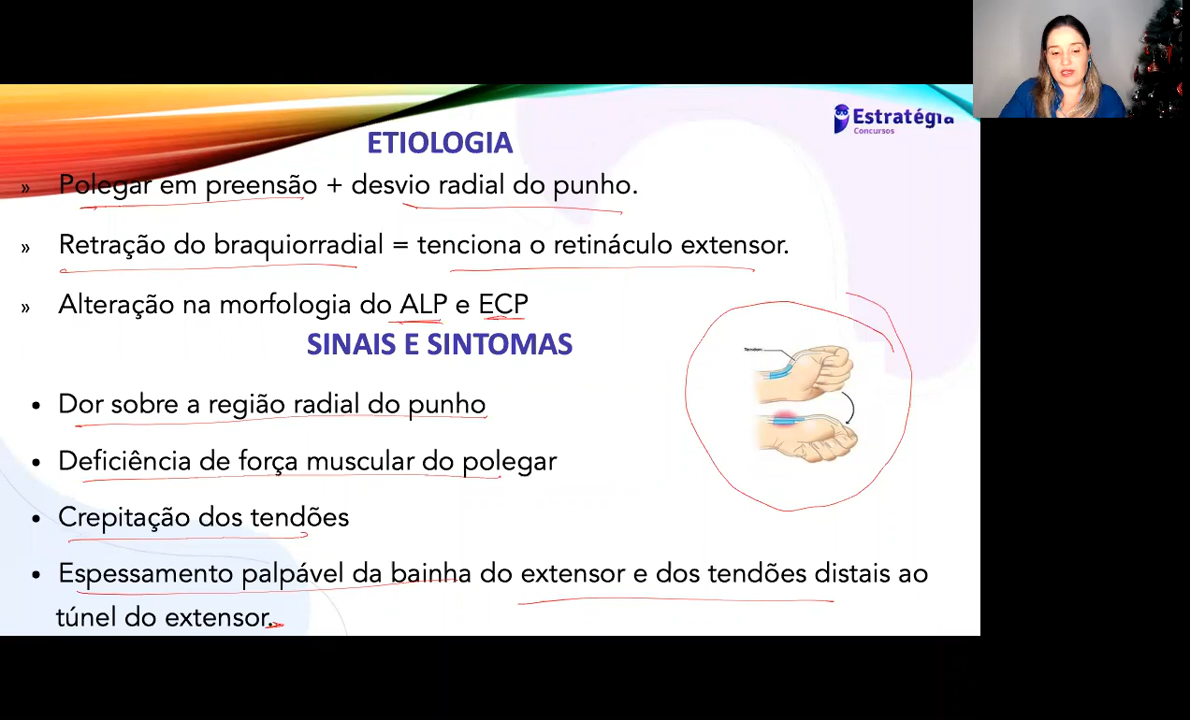 Estratégia
Concursos
ETIOLOGIA
» Polegar em preensão + desvio radial do punho.
» Retração do braquiorradial = tenciona o retináculo extensor.
» Alteração na morfologia do ALP e ECP
SINAIS E SINTOMAS
Tendon
• Dor sobre a região radial do punho
• Deficiência de força muscular do polegar
• Crepitação dos tendões
• Espessamento palpável da bainha do extensor e dos tendões distais ao
túnel do extensor.